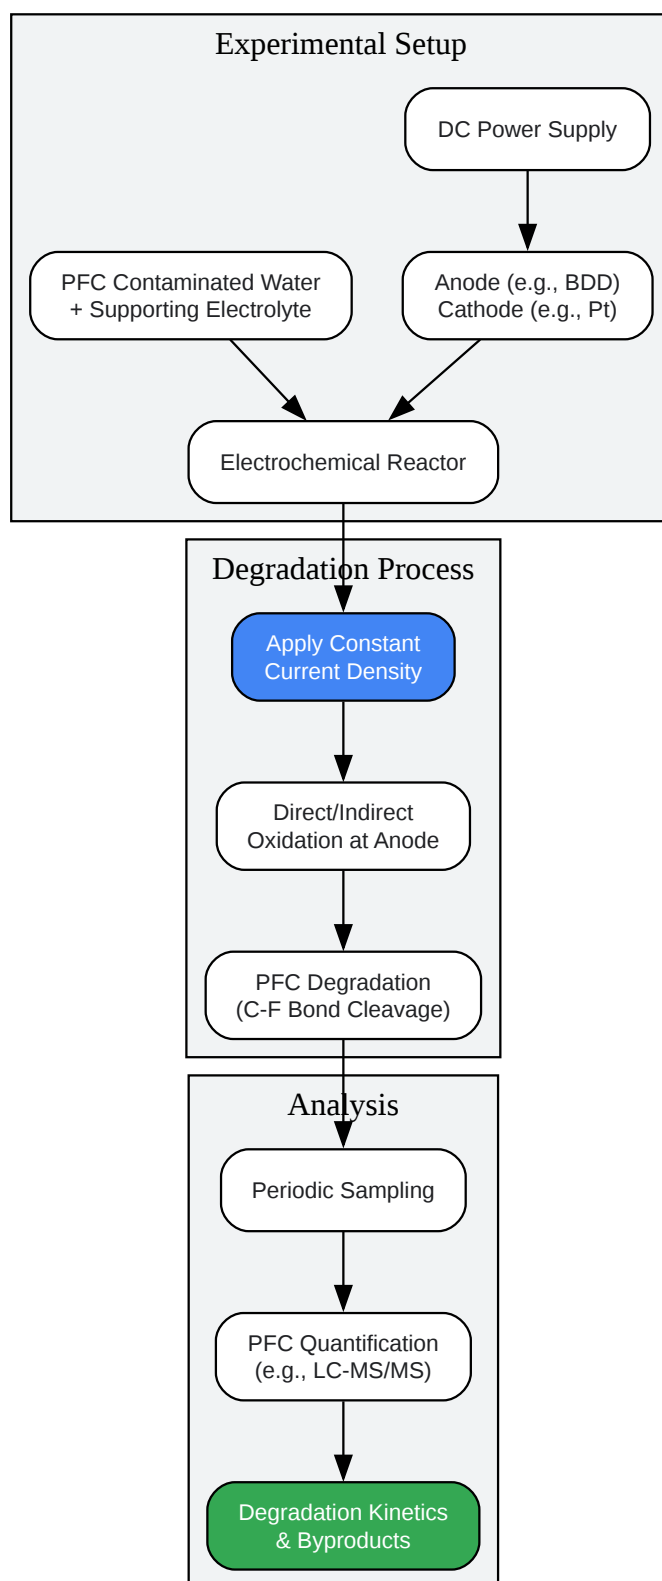 Experimental Setup
DC Power Supply
PFC Contaminated Water
+ Supporting Electrolyte
Anode (e.g., BDD)
Cathode (e.g., Pt)
Electrochemical Reactor
Degradation Process
Apply Constant
Current Density
Direct/Indirect
Oxidation at Anode
PFC Degradation
(C-F Bond Cleavage)
Analysis
Periodic Sampling
PFC Quantification
(e.g., LC-MS/MS)
Degradation Kinetics
& Byproducts